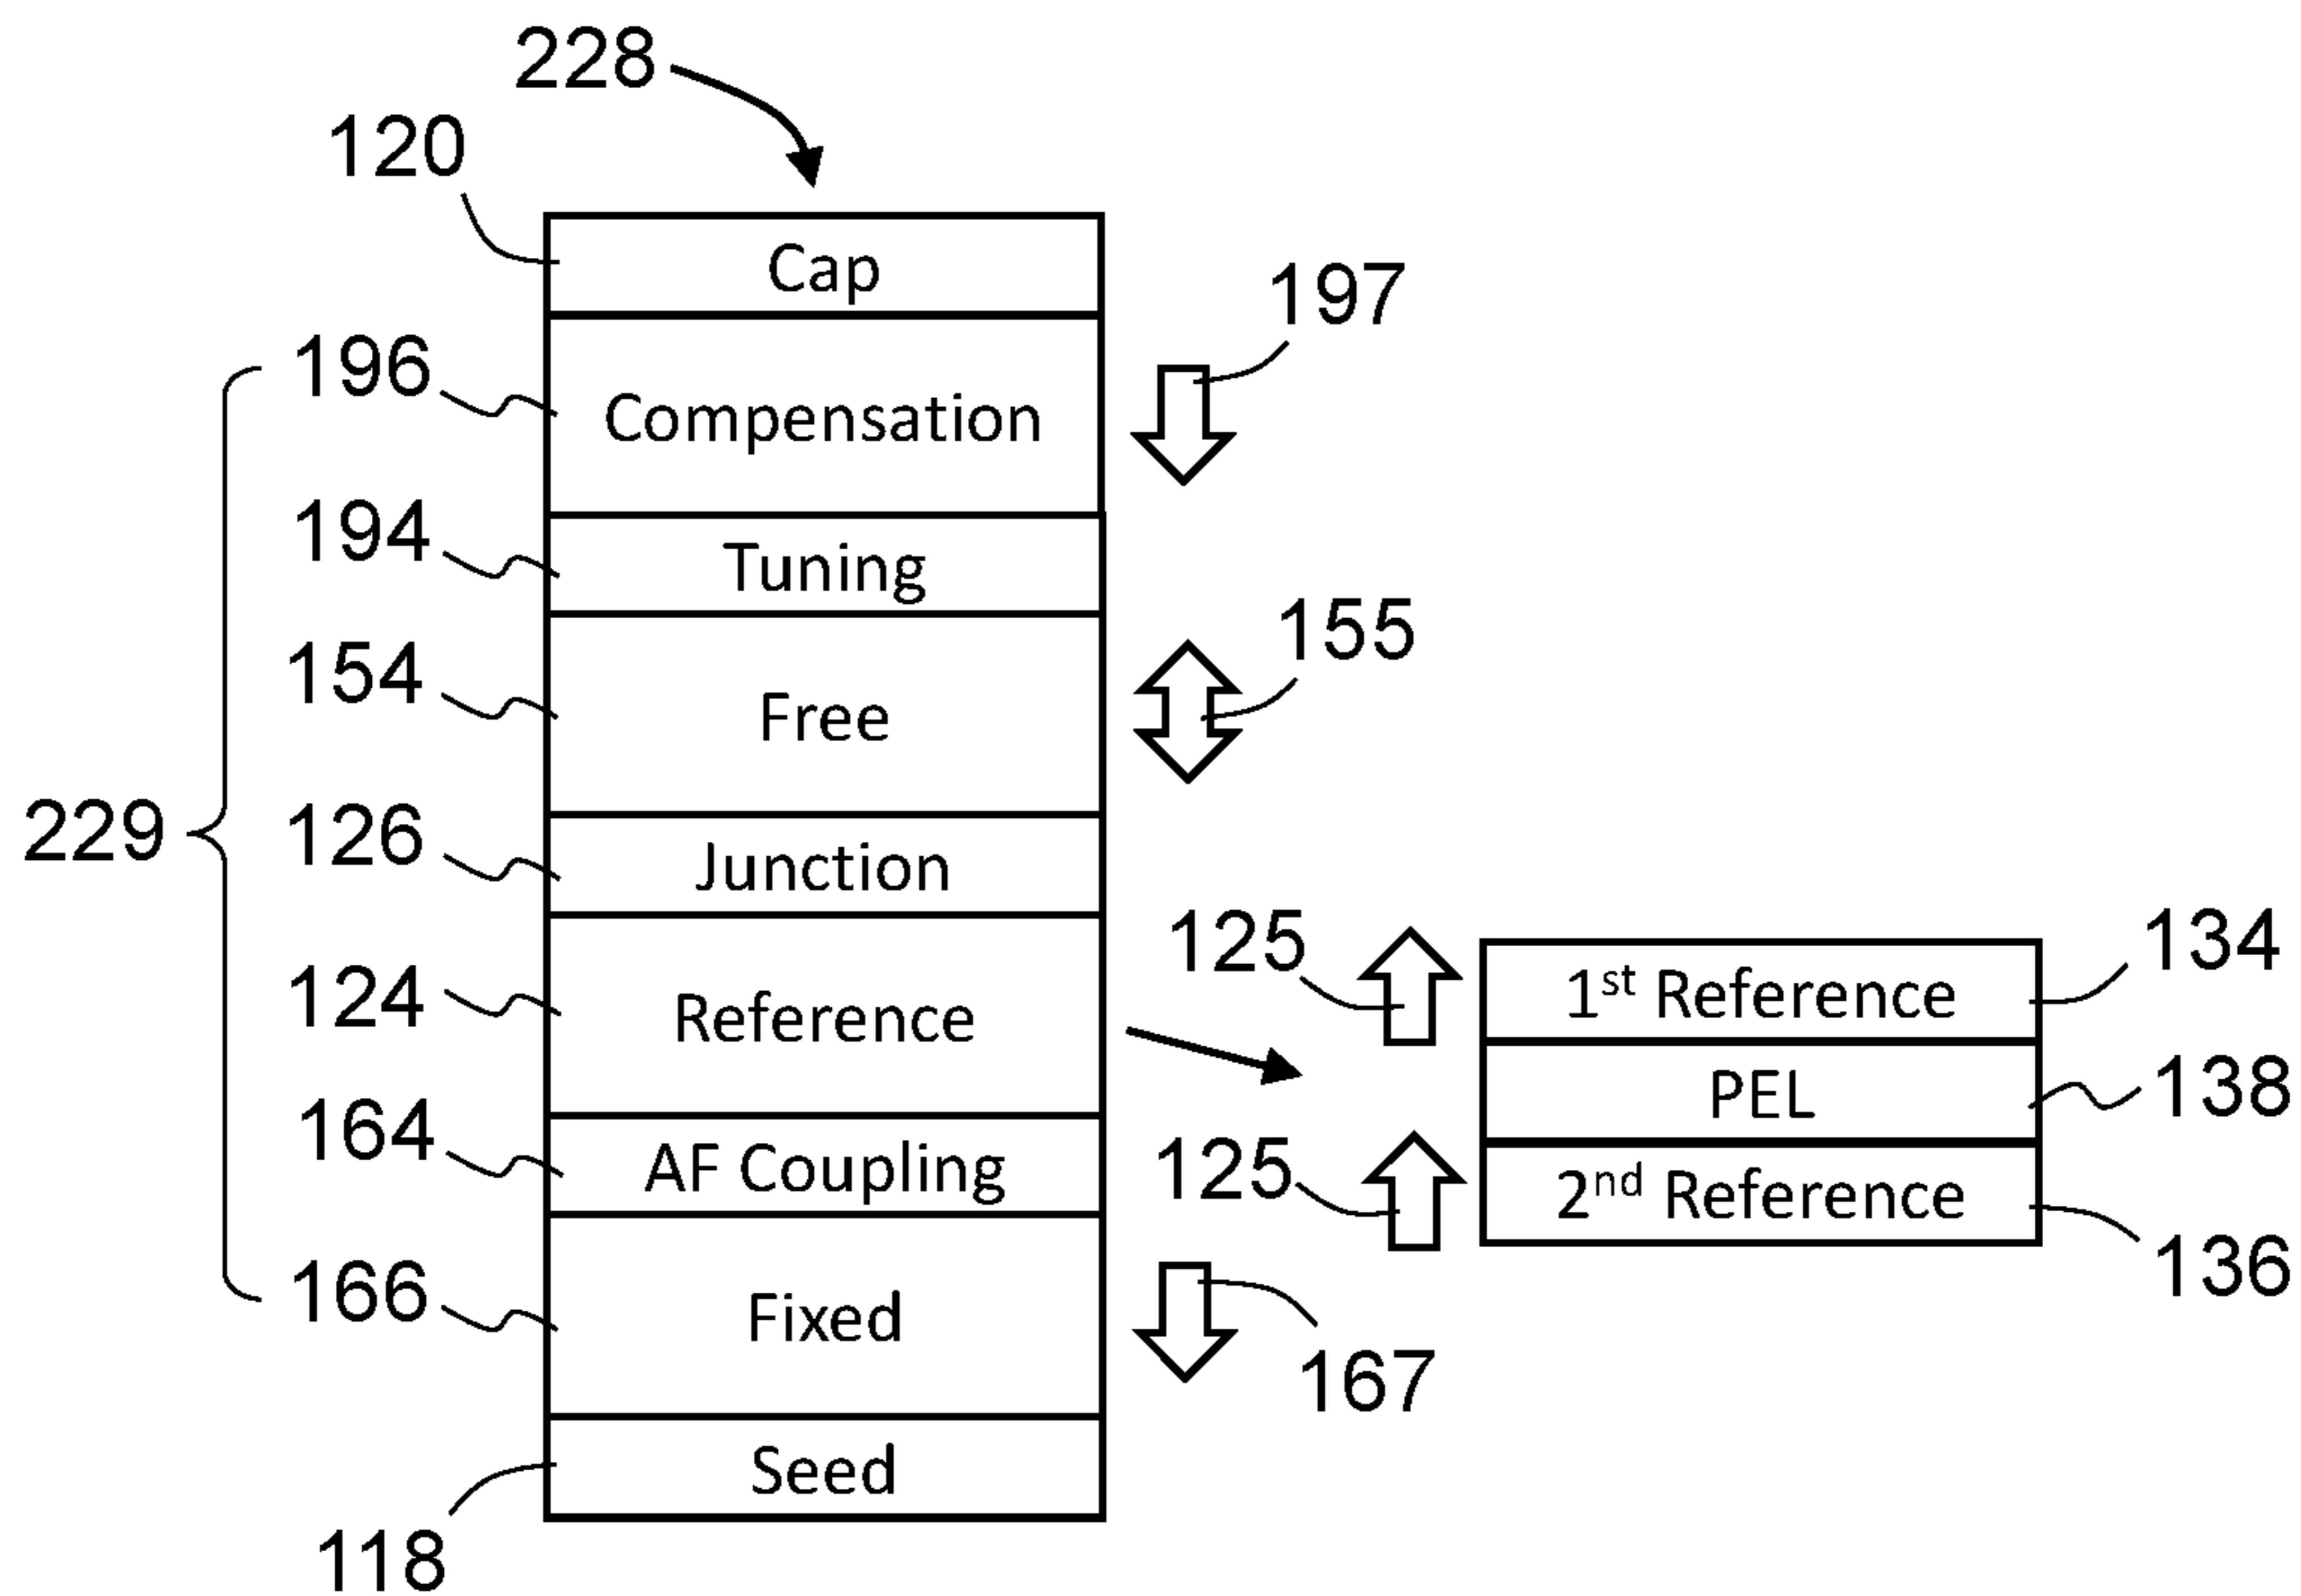 228
120
Cap
197
196
Compensation
194
Tuning
155
154
Free
229
126
Junction
125
134
1st Reference
124
Reference
PEL
138
164
AF Coupling
125
2nd Reference
136
166
Fixed
167
Seed
118